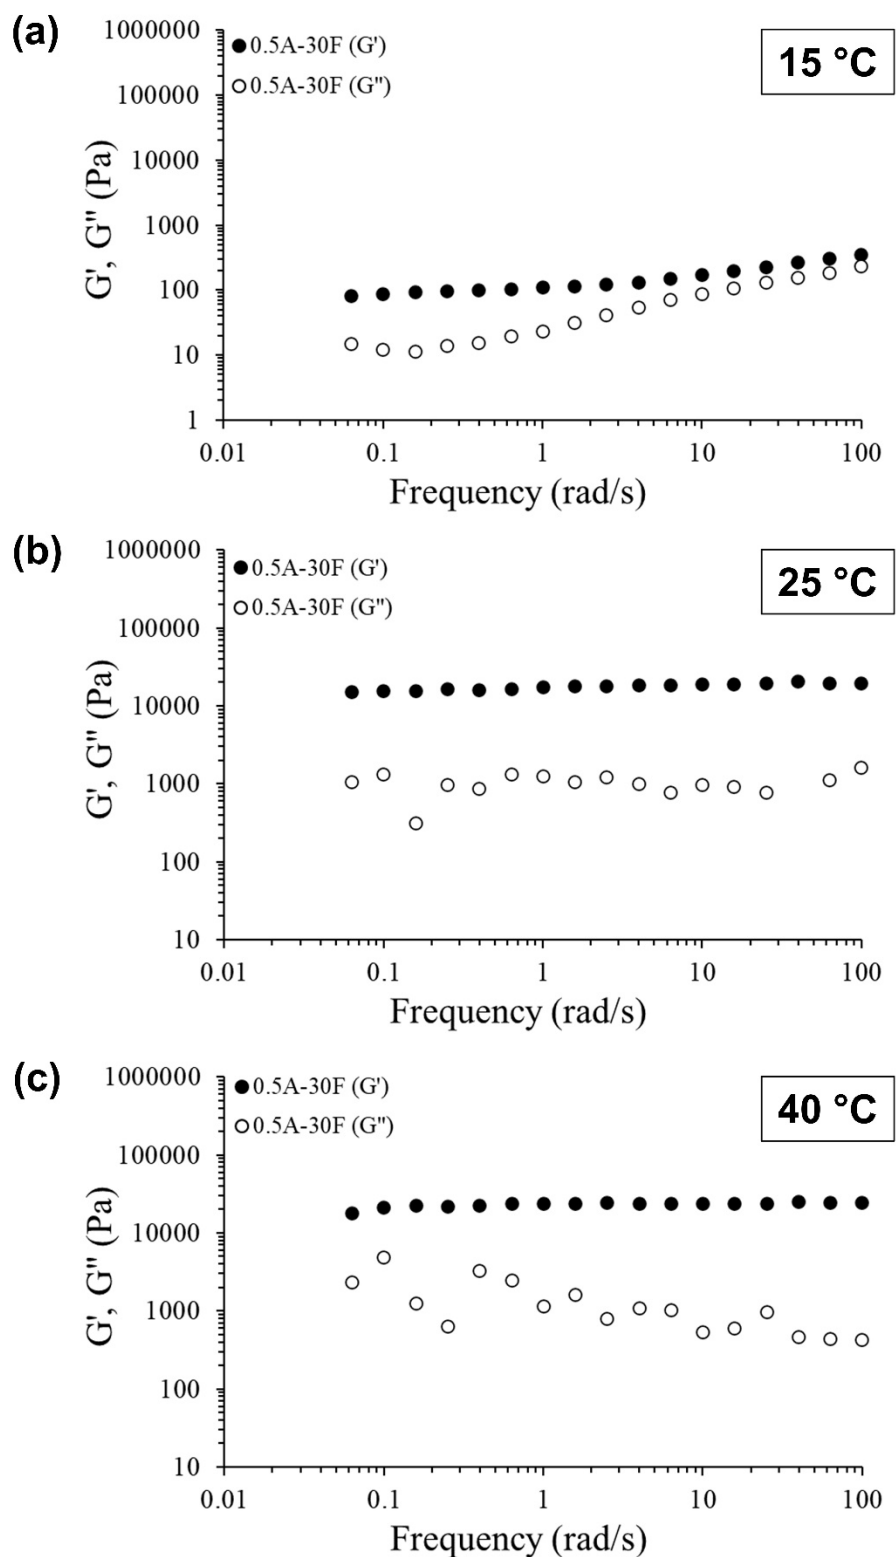 (a)
1000000
100000
10000
1000
100
10
1
G', G" (Pa)
0.5A-30F (G')
0.5A-30F (G")
15 °C
0.01 0.1 1 10 100
Frequency (rad/s)
(b)
1000000
100000
10000
1000
100
10
G', G" (Pa)
0.5A-30F (G')
0.5A-30F (G")
25 °C
0.01 0.1 1 10 100
Frequency (rad/s)
(c)
1000000
100000
10000
1000
100
10
G', G" (Pa)
0.5A-30F (G')
0.5A-30F (G")
40 °C
0.01 0.1 1 10 100
Frequency (rad/s)